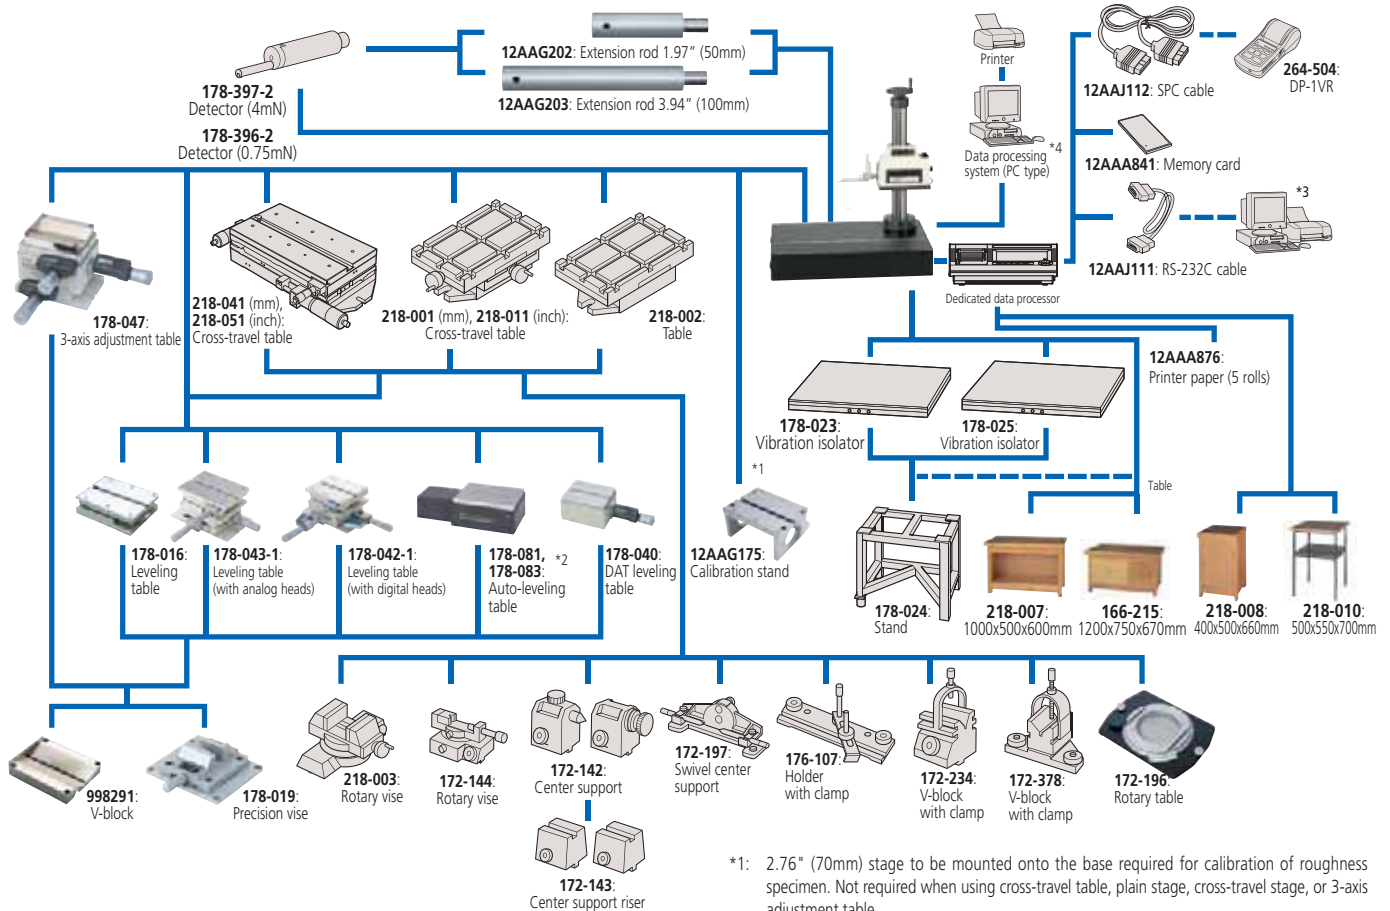 12AAG202: Extension rod 1.97" (50mm)
12AAG203: Extension rod 3.94" (100mm)
178-397-2
Detector (4mN)
178-396-2
Detector (0.75mN)
Printer
Data processing
system (PC type)
*4
12AAJ112: SPC cable
264-504:
DP-1VR
12AAA841: Memory card
*3
12AAJ111: RS-232C cable
Dedicated data processor
178-047:
3-axis adjustment table
218-041 (mm),
218-051 (inch):
Cross-travel table
218-001 (mm), 218-011 (inch):
Cross-travel table
218-002:
Table
12AAA876:
Printer paper (5 rolls)
178-023:
Vibration isolator
178-025:
Vibration isolator
*1
Table
178-016:
Leveling
table
178-043-1:
Leveling table
(with analog heads)
178-042-1:
Leveling table
(with digital heads)
178-081,
178-083:
*2
Auto-leveling
table
178-040:
DAT leveling
table
12AAG175:
Calibration stand
178-024:
Stand
218-007:
1000x500x600mm
166-215:
1200x750x670mm
218-008:
400x500x660mm
218-010:
500x550x700mm
998291:
V-block
178-019:
Precision vise
218-003:
Rotary vise
172-144:
Rotary vise
172-142:
Center support
172-197:
Swivel center
support
176-107:
Holder
with clamp
172-234:
V-block
with clamp
172-378:
V-block
with clamp
172-196:
Rotary table
172-143:
Center support riser
*1: 2.76" (70mm) stage to be mounted onto the base required for calibration of roughness
specimen. Not required when using cross-travel table, plain stage, cross-travel stage, or 3-axis
adjustment table